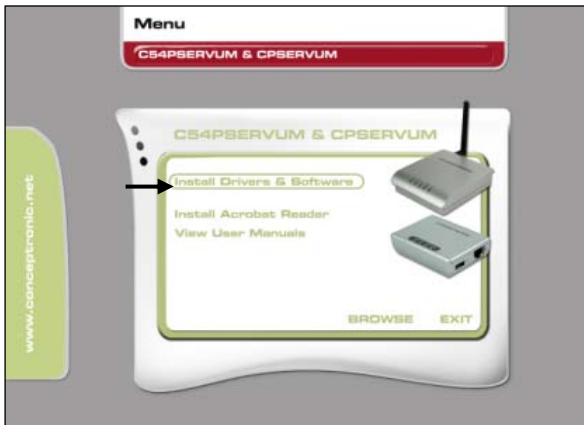 Menu
C54PSERVUM & CPSERVUM
C54PSERVUM & CPSERVUM
Install Drivers & Software
Install Acrobat Reader
View User Manuals
BROWSE EXIT
www.conceptronic.net